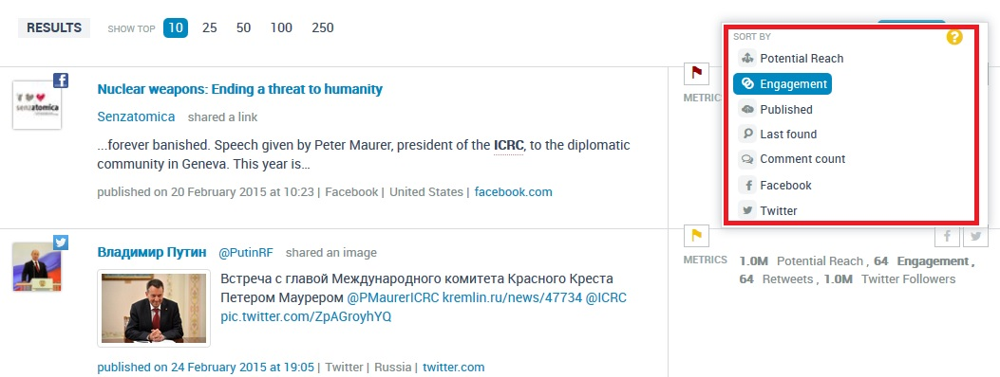 RESULTS SHOW TOP 10 25 50 100 250
SORT BY
Potential Reach
Engagement
Published
Last found
Comment count
Facebook
Twitter
Nuclear weapons: Ending a threat to humanity
Senzatomica shared a link
...forever banished. Speech given by Peter Maurer, president of the ICRC, to the diplomatic
community in Geneva. This year is...
published on 20 February 2015 at 10:23 | Facebook | United States | facebook.com
METRIC
senzatomica
Владимир Путин @PutinRF shared an image
Встреча с главой Международного комитета Красного Креста
Петером Маурером @PMaurerICRC kremlin.ru/news/47734 @ICRC
pic.twitter.com/ZpAGroyhYQ
published on 24 February 2015 at 19:05 | Twitter | Russia | twitter.com
METRICS 1.0M Potential Reach , 64 Engagement ,
64 Retweets , 1.0M Twitter Followers